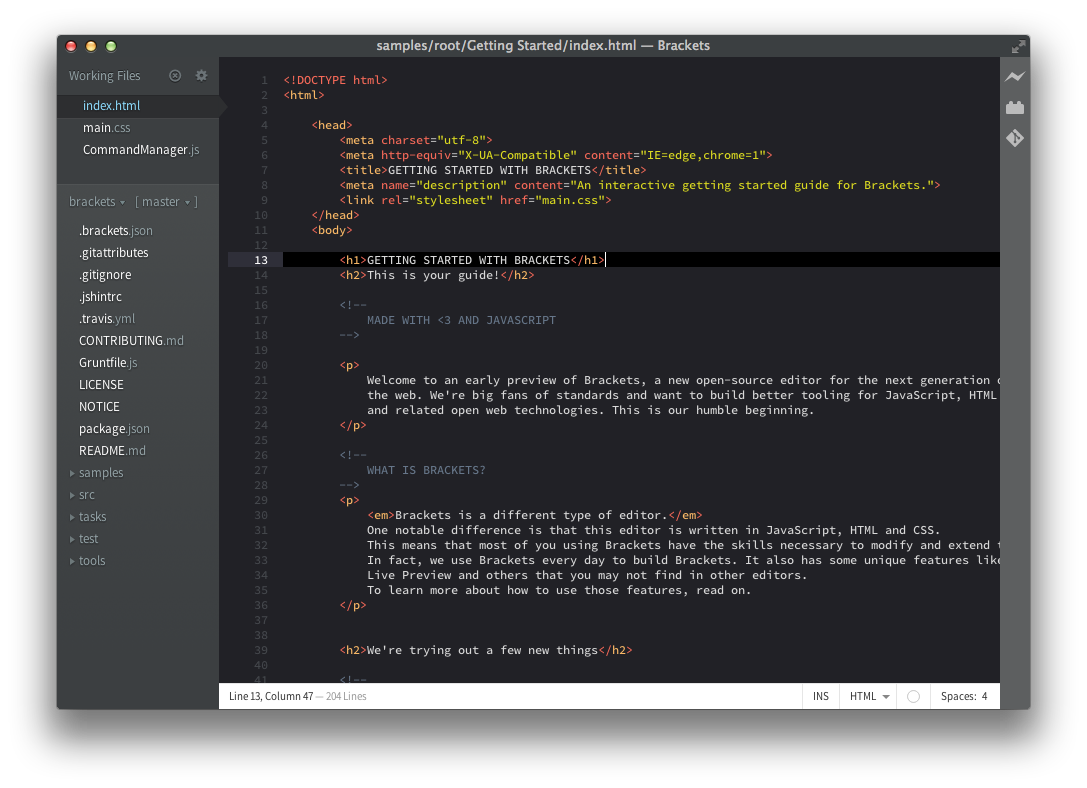 samples/root/Getting Started/index.html — Brackets
Working Files
index.html
main.css
CommandManager.js
brackets [ master ]
.brackets.json
.gitattributes
.gitignore
.jshintrc
.travis.yml
CONTRIBUTING.md
Gruntfile.js
LICENSE
NOTICE
package.json
README.md
samples
src
tasks
test
tools
1 <!DOCTYPE html>
2 <html>
3
4 <head>
5 <meta charset="utf-8">
6 <meta http-equiv="X-UA-Compatible" content="IE=edge,chrome=1">
7 <title>GETTING STARTED WITH BRACKETS</title>
8 <meta name="description" content="An interactive getting started guide for Brackets.">
9 <link rel="stylesheet" href="main.css">
10 </head>
11 <body>
12
13 <h1>GETTING STARTED WITH BRACKETS</h1>
14 <h2>This is your guide!</h2>
15
16 <!--
17 MADE WITH <3 AND JAVASCRIPT
18 -->
19
20 <p>
21 Welcome to an early preview of Brackets, a new open-source editor for the next generation
22 the web. We're big fans of standards and want to build better tooling for JavaScript, HTML
23 and related open web technologies. This is our humble beginning.
24 </p>
25
26 <!--
27 WHAT IS BRACKETS?
28 -->
29 <p>
30 <em>Brackets is a different type of editor.</em>
31 One notable difference is that this editor is written in JavaScript, HTML and CSS.
32 This means that most of you using Brackets have the skills necessary to modify and extend
33 In fact, we use Brackets every day to build Brackets. It also has some unique features like
34 Live Preview and others that you may not find in other editors.
35 To learn more about how to use those features, read on.
36 </p>
37
38
39 <h2>We're trying out a few new things</h2>
40
41 <!--
Line 13, Column 47 — 204 Lines
INS
HTML
Spaces: 4